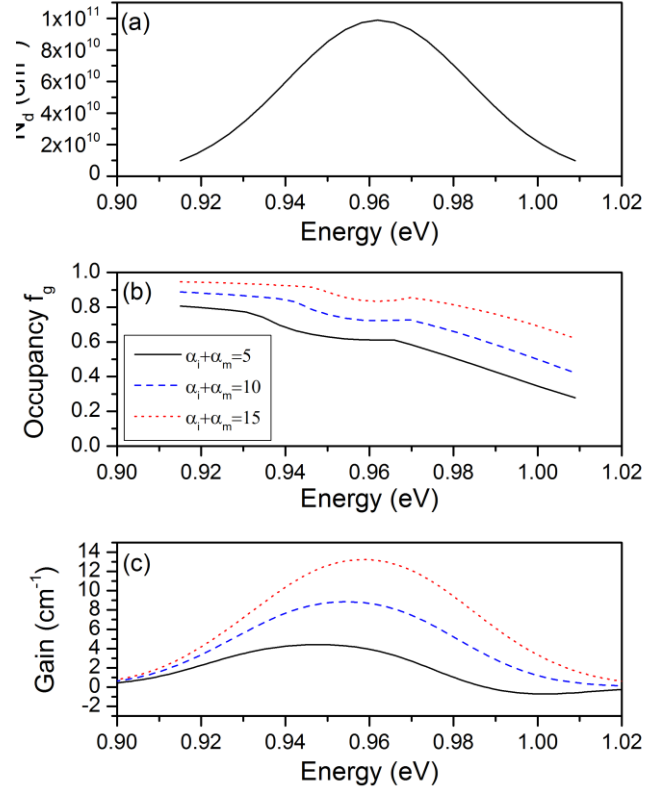 (a)
1x10¹¹
8x10¹⁰
6x10¹⁰
4x10¹⁰
2x10¹⁰
0
N_d (cm⁻²)
0.90 0.92 0.94 0.96 0.98 1.00 1.02
Energy (eV)
(b)
1.0
0.8
0.6
0.4
0.2
0.0
Occupancy f_g
α_i+α_m=5
α_i+α_m=10
α_i+α_m=15
0.90 0.92 0.94 0.96 0.98 1.00 1.02
Energy (eV)
(c)
14
12
10
8
6
4
2
0
-2
Gain (cm⁻¹)
0.90 0.92 0.94 0.96 0.98 1.00 1.02
Energy (eV)